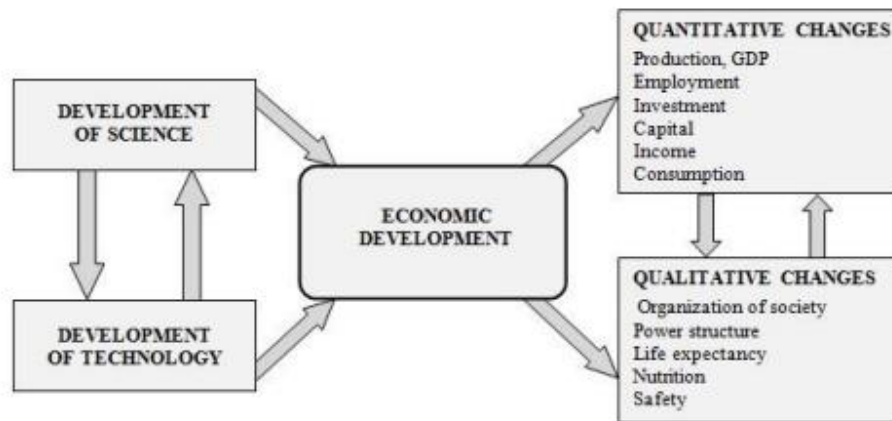 DEVELOPMENT
OF SCIENCE
DEVELOPMENT
OF TECHNOLOGY
ECONOMIC
DEVELOPMENT
QUANTITATIVE CHANGES
Production, GDP
Employment
Investment
Capital
Income
Consumption
QUALITATIVE CHANGES
Organization of society
Power structure
Life expectancy
Nutrition
Safety